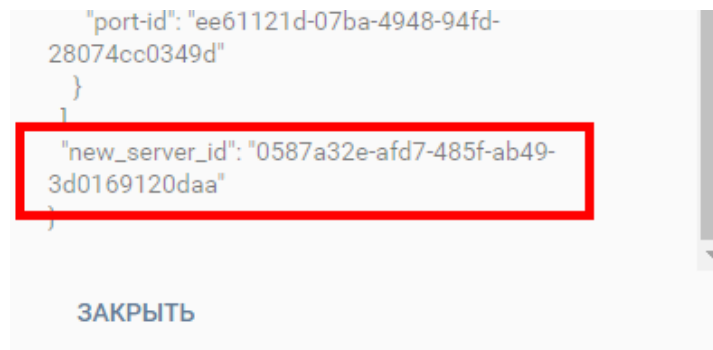 "port-id": "ee61121d-07ba-4948-94fd-
28074cc0349d"
}
]
"new_server_id": "0587a32e-afd7-485f-ab49-
3d0169120daa"
}
ЗАКРЫТЬ